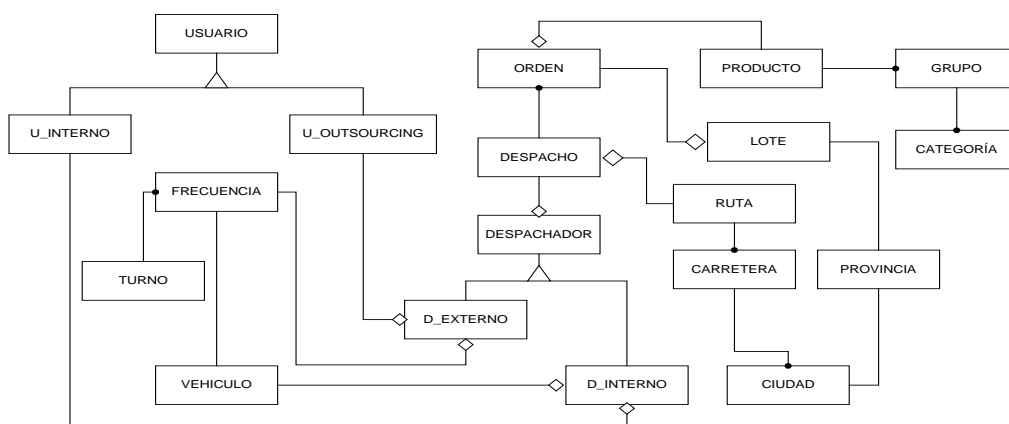 USUARIO
ORDEN
PRODUCTO
GRUPO
U_INTERNO
U_OUTSOURCING
DESPACHO
LOTE
CATEGORÍA
FRECUENCIA
RUTA
DESPACHADOR
TURNO
CARRETERA
PROVINCIA
D_EXTERNO
VEHICULO
D_INTERNO
CIUDAD